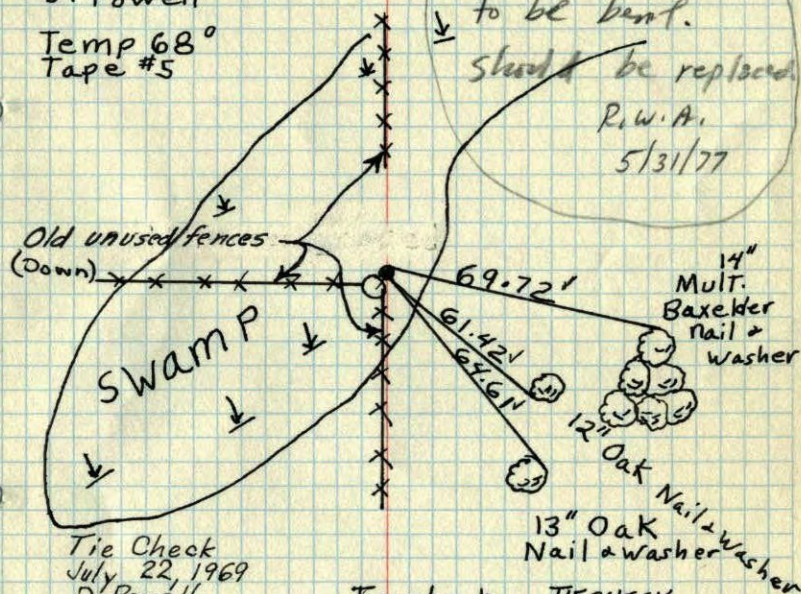 Powell
Temp 68°
Tape #5
to be bent.
should be replaced
R.W.A.
5/31/77
Old unused fences
(Down)
Swamp
69.72✓
61.42✓
64.61✓
14"
Mult.
Baxelder
nail &
washer
12" Oak Nail & Washer
13" Oak
Nail & washer
Tie Check
July 22, 1969